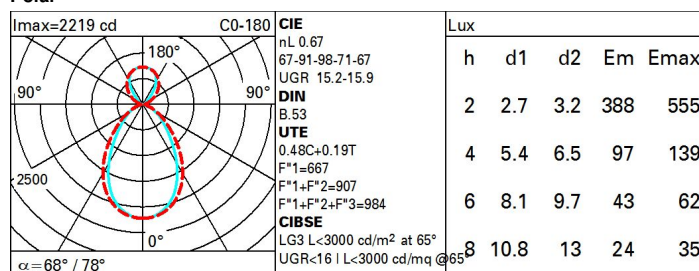 Imax=2219 cd C0-180
180°
90° 90°
2500
0°
α=68° / 78°
CIE
nL 0.67
67-91-98-71-67
UGR 15.2-15.9
DIN
B.53
UTE
0.48C+0.19T
F"1=667
F"1+F"2=907
F"1+F"2+F"3=984
CIBSE
LG3 L<3000 cd/m² at 65°
UGR<16 | L<3000 cd/mq @65°
Lux
h d1 d2 Em Emax
2 2.7 3.2 388 555
4 5.4 6.5 97 139
6 8.1 9.7 43 62
8 10.8 13 24 35